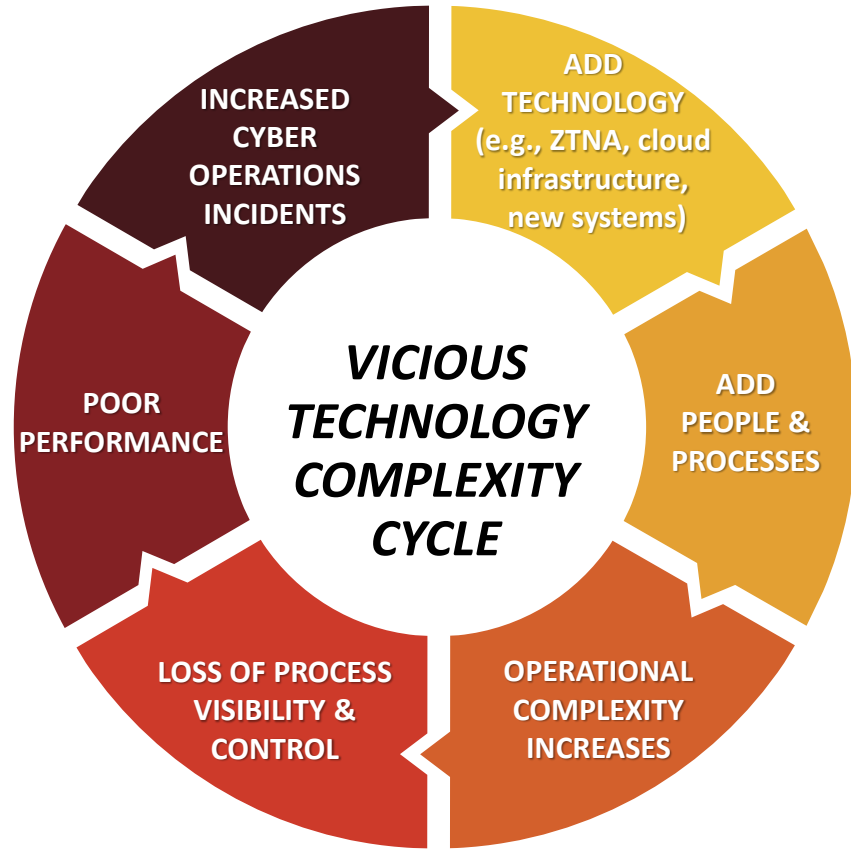 VICIOUS
TECHNOLOGY
COMPLEXITY
CYCLE
ADD
TECHNOLOGY
(e.g., ZTNA, cloud
infrastructure,
new systems)
ADD
PEOPLE &
PROCESSES
OPERATIONAL
COMPLEXITY
INCREASES
LOSS OF PROCESS
VISIBILITY &
CONTROL
POOR
PERFORMANCE
INCREASED
CYBER
OPERATIONS
INCIDENTS